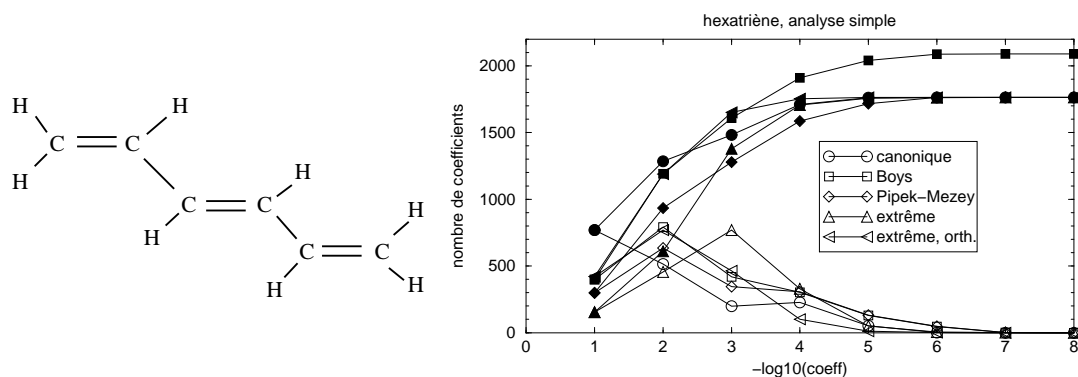 H
H
C
C
H
H
C
C
H
H
C
C
H
H
hexatriène, analyse simple
nombre de coefficients
2000
1500
1000
500
0
canonique
Boys
Pipek−Mezey
extrême
extrême, orth.
0 1 2 3 4 5 6 7 8
−log10(coeff)